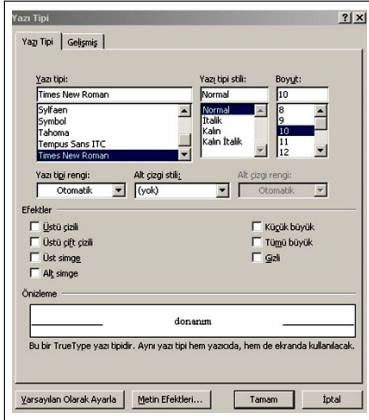 Yazı Tipi
Yazı Tipi Gelişmiş
Yazı tipi: Yazı tipi stili: Boyut:
Times New Roman Normal 10
Sylfaen Normal 8
Symbol İtalik 9
Tahoma Kalın 10
Tempus Sans ITC Kalın İtalik 11
Times New Roman 12
Yazı tipi rengi: Alt çizgi stili: Alt çizgi rengi:
Otomatik (yok) Otomatik
Efektler
Üstü çizili Küçük büyük
Üstü çift çizili Tümü büyük
Üst simge Gizli
Alt simge
Önizleme
donanım
Bu bir TrueType yazı tipidir. Aynı yazı tipi hem yazıcıda, hem de ekranda kullanılacak.
Varsayılan Olarak Ayarla Metin Efektleri... Tamam İptal